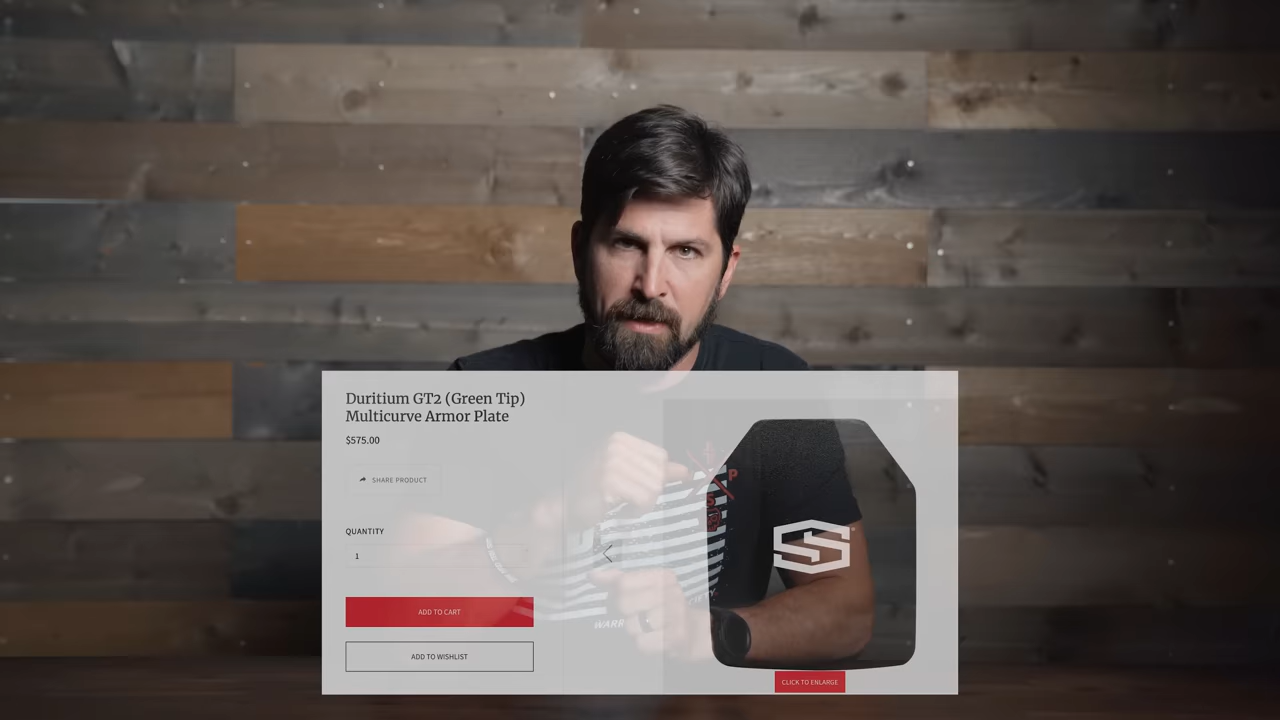 Duritium GT2 (Green Tip)
Multicurve Armor Plate
$575.00
SHARE PRODUCT
QUANTITY
1
ADD TO CART
ADD TO WISHLIST
CLICK TO ENLARGE
P
S
WARR